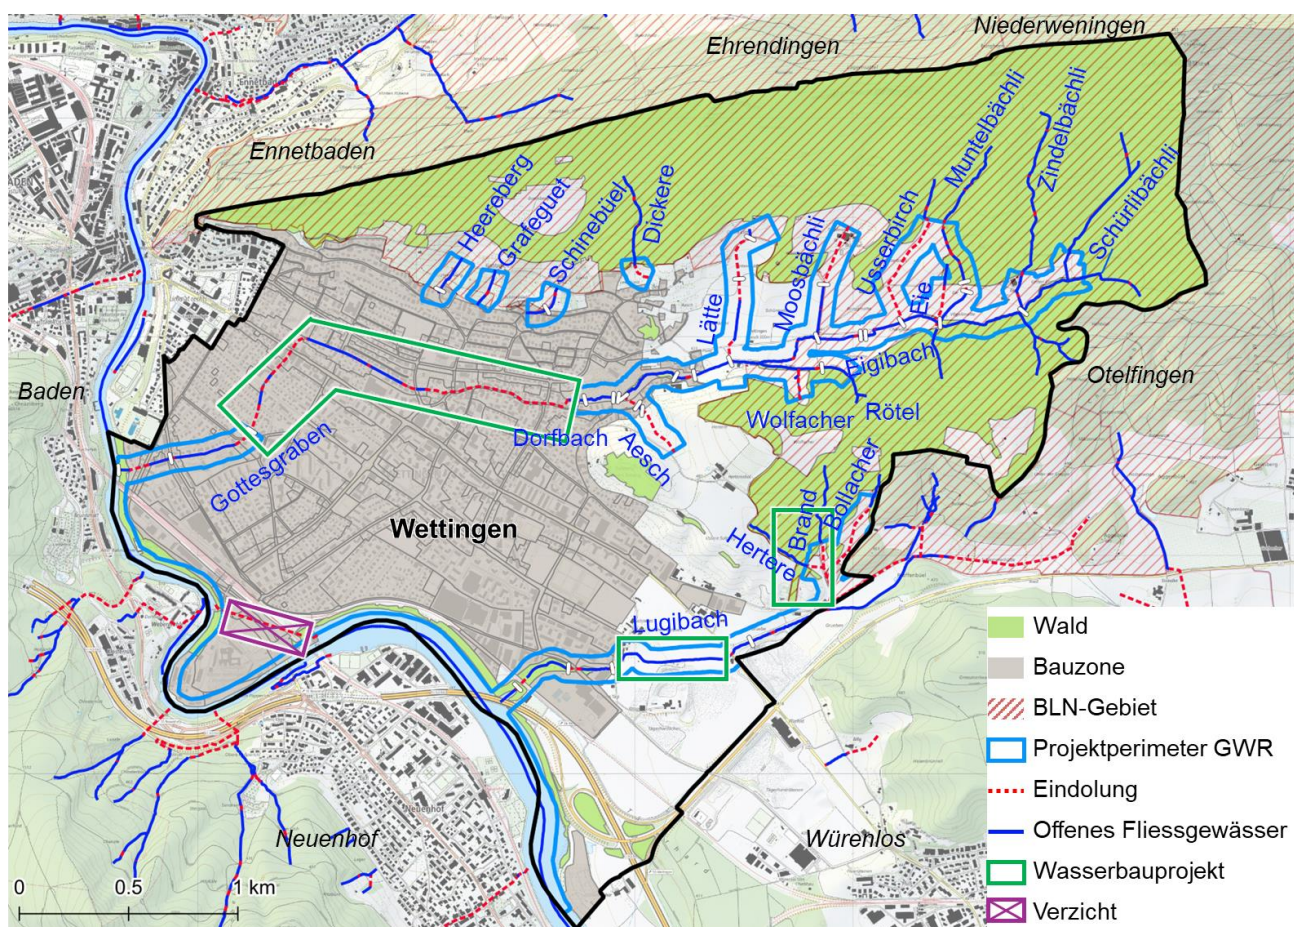 Niederweningen
Ehrendingen
Ennetbaden
Ennetbaden
Muntelbächli
Zindelbächli
Schürlibächli
Heereberg
Grafeguet
Schinebüel
Dickere
Usserbirch
Moosbächli
Lätte
Eie
Eigibach
Otelfingen
Baden
Wolfacher
Rötel
Dorfbach
Aesch
Gottesgraben
Bollacher
Brand
Hertere
Wettingen
Lugibach
Neuenhof
Neuenhof
Würenlos
0 0.5 1 km
Wald
Bauzone
BLN-Gebiet
Projektperimeter GWR
Eindolung
Offenes Fliessgewässer
Wasserbauprojekt
Verzicht